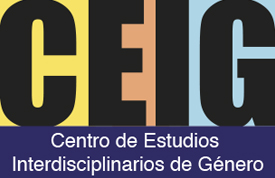 CEIG
Centro de Estudios
Interdisciplinarios de Género